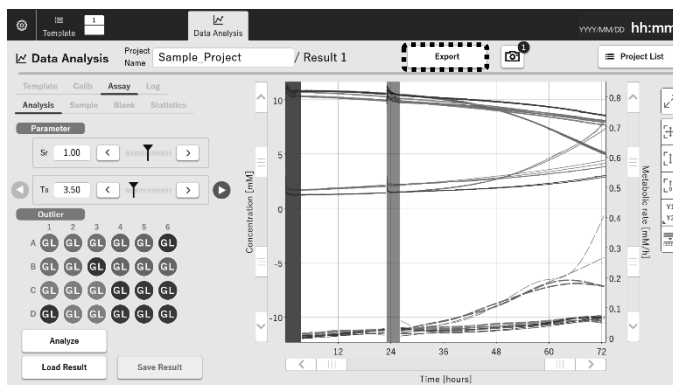 1
Template
Data Analysis
YYYY/MM/DD hh:mm
Data Analysis
Project Name
Sample_Project
/ Result 1
Export
1
Project List
Template Calib Assay Log
Analysis Sample Blank Statistics
Parameter
Sr 1.00 < >
Ta 3.50 < >
Outlier
1 2 3 4 5 6
A GL GL GL GL GL GL
B GL GL GL GL GL GL
C GL GL GL GL GL GL
D GL GL GL GL GL GL
Analyze
Load Result Save Result
Concentration [mM]
10
5
0
-5
-10
12 24 36 48 60 72
Time [hours]
0.8
0.7
0.6
0.5
0.4
0.3
0.2
0.1
0
Metabolic rate [mM/h]
Y1
Y2